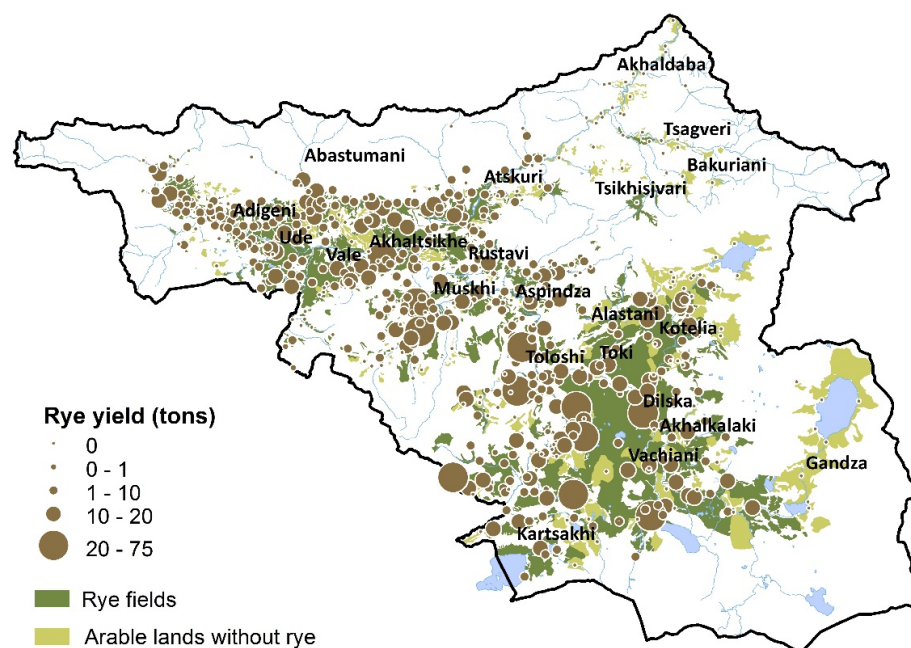 Akhaldaba
Tsagveri
Abastumani
Bakuriani
Atskuri
Tsikhisjvari
Adigeni
Ude
Akhaltsikhe
Vale
Rustavi
Muskhi
Aspindza
Alastani
Kotelia
Toloshi
Toki
Dilska
Akhalkalaki
Vachiani
Gandza
Kartsakhi
Rye yield (tons)
0
0 - 1
1 - 10
10 - 20
20 - 75
Rye fields
Arable lands without rye